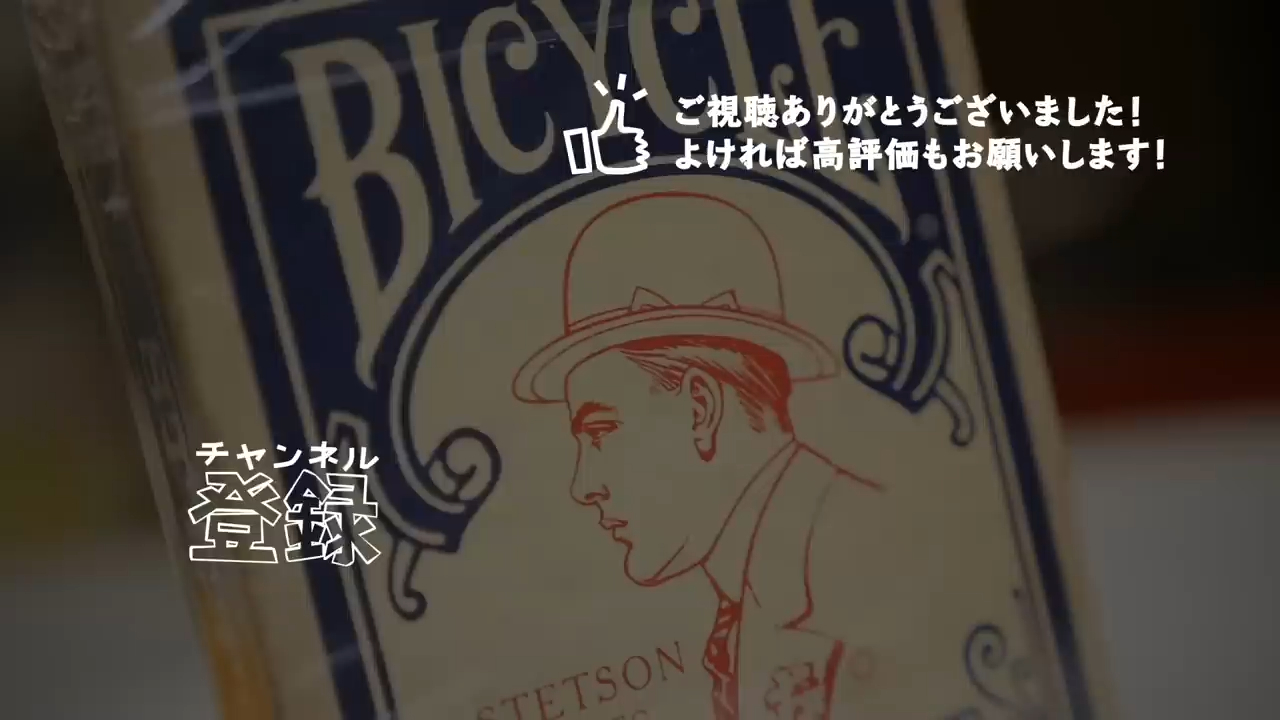 BICYCLE
ご視聴ありがとうございました!
よければ高評価もお願いします!
チャンネル
登録
STETSON